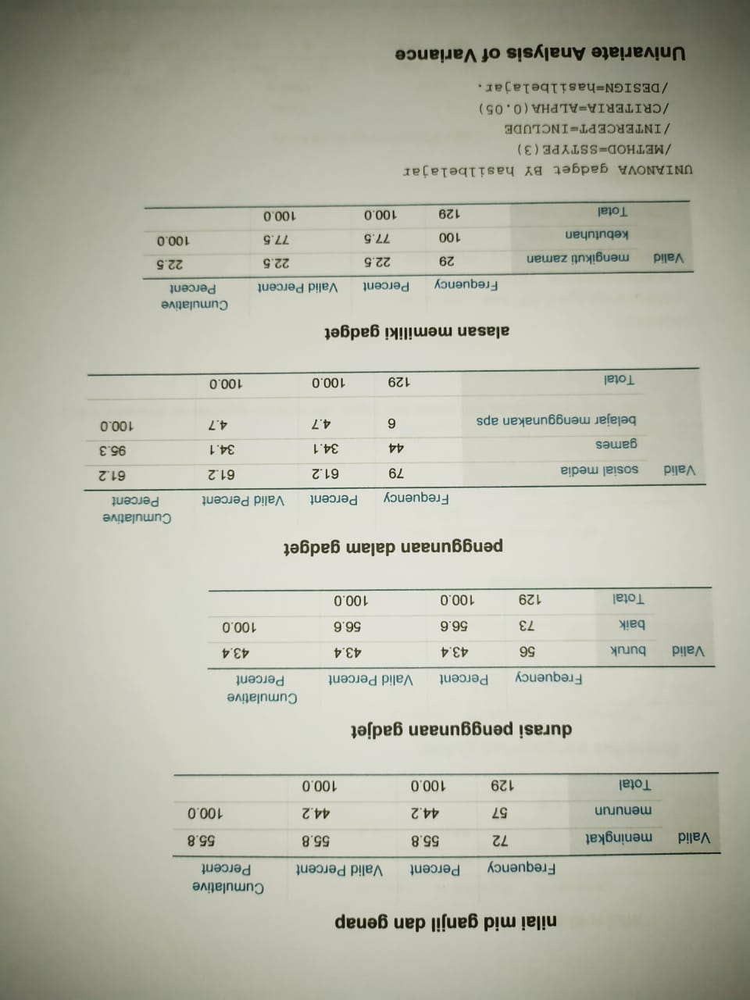 nilai mid ganjil dan genap
Frequency Percent Valid Percent Cumulative Percent
Valid meningkat 72 55.8 55.8 55.8
menurun 57 44.2 44.2 100.0
Total 129 100.0 100.0
durasi penggunaan gadjet
Frequency Percent Valid Percent Cumulative Percent
Valid buruk 56 43.4 43.4 43.4
baik 73 56.6 56.6 100.0
Total 129 100.0 100.0
penggunaan dalam gadget
Frequency Percent Valid Percent Cumulative Percent
Valid sosial media 79 61.2 61.2 61.2
games 44 34.1 34.1 95.3
belajar menggunakan aps 6 4.7 4.7 100.0
Total 129 100.0 100.0
alasan memiliki gadget
Frequency Percent Valid Percent Cumulative Percent
Valid mengikuti zaman 29 22.5 22.5 22.5
kebutuhan 100 77.5 77.5 100.0
Total 129 100.0 100.0
UNIANOVA gadget BY hasilbelajar
/METHOD=SSTYPE(3)
/INTERCEPT=INCLUDE
/CRITERIA=ALPHA(0.05)
/DESIGN=hasilbelajar.
Univariate Analysis of Variance